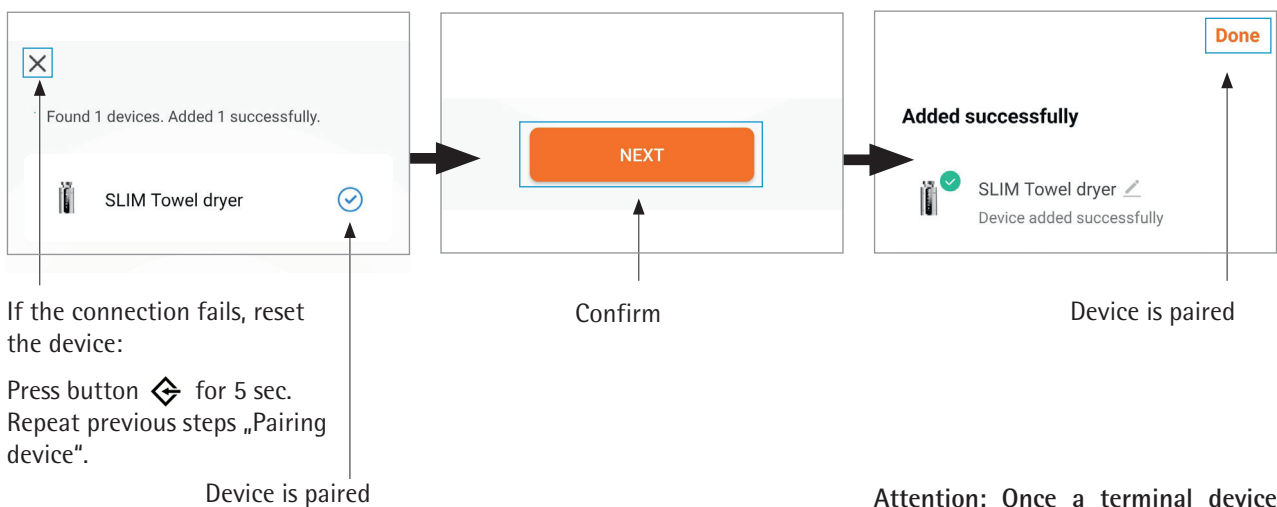 Found 1 devices. Added 1 successfully.
SLIM Towel dryer
If the connection fails, reset
the device:
Press button for 5 sec.
Repeat previous steps „Pairing
device“.
Device is paired
NEXT
Confirm
Done
Added successfully
SLIM Towel dryer
Device added successfully
Device is paired
Attention: Once a terminal device